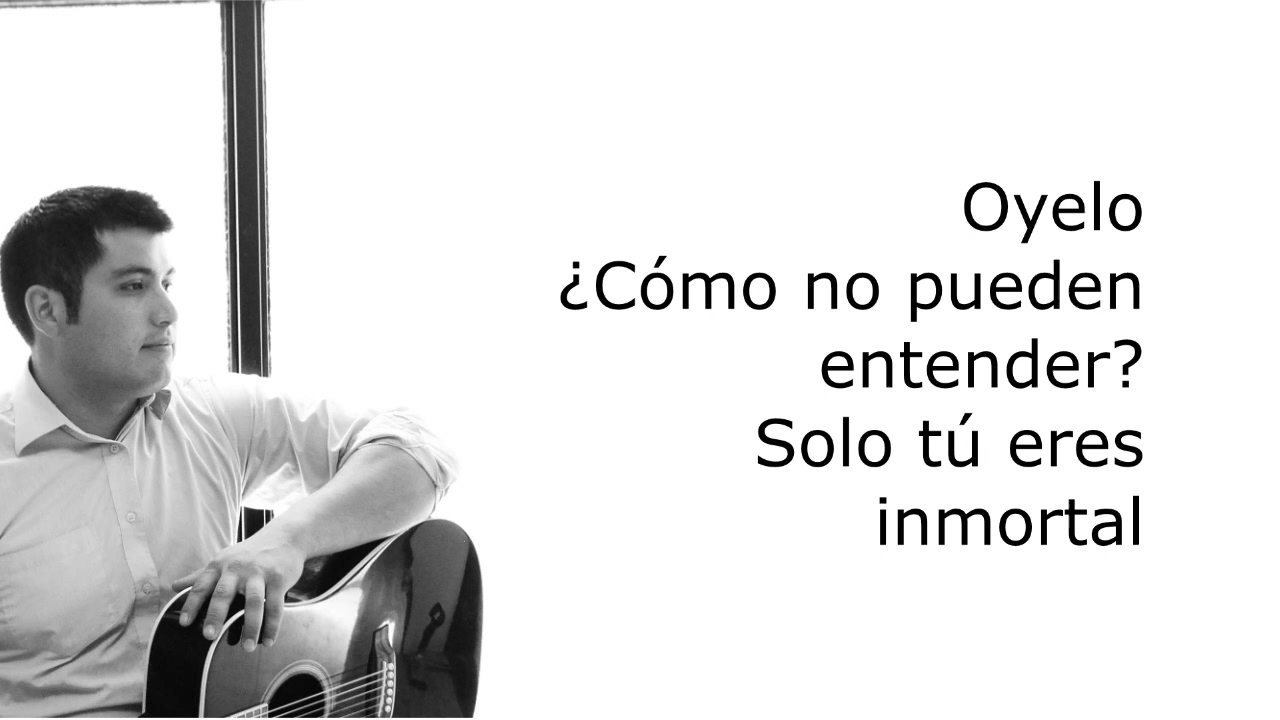 Oyelo
¿Cómo no pueden
entender?
Solo tú eres
inmortal